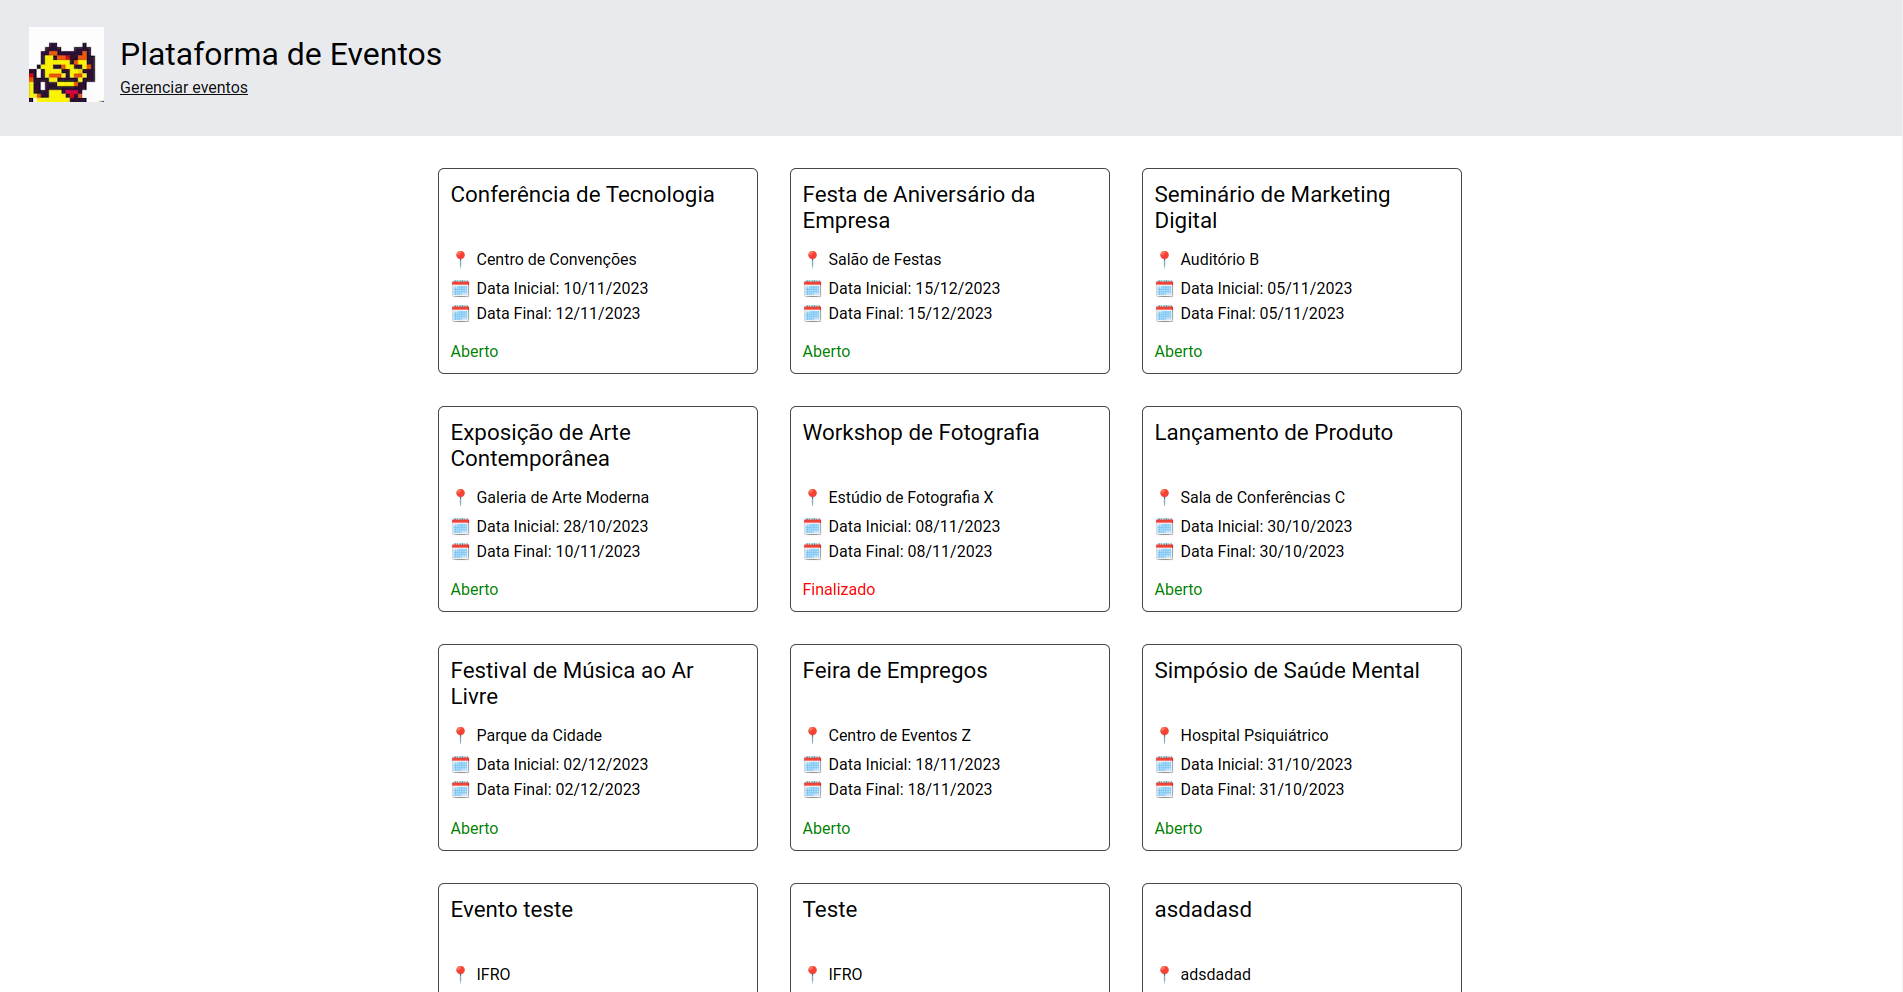 Plataforma de Eventos
Gerenciar eventos
Conferência de Tecnologia
Centro de Convenções
Data Inicial: 10/11/2023
Data Final: 12/11/2023
Aberto
Festa de Aniversário da
Empresa
Salão de Festas
Data Inicial: 15/12/2023
Data Final: 15/12/2023
Aberto
Seminário de Marketing
Digital
Auditório B
Data Inicial: 05/11/2023
Data Final: 05/11/2023
Aberto
Exposição de Arte
Contemporânea
Galeria de Arte Moderna
Data Inicial: 28/10/2023
Data Final: 10/11/2023
Aberto
Workshop de Fotografia
Estúdio de Fotografia X
Data Inicial: 08/11/2023
Data Final: 08/11/2023
Finalizado
Lançamento de Produto
Sala de Conferências C
Data Inicial: 30/10/2023
Data Final: 30/10/2023
Aberto
Festival de Música ao Ar
Livre
Parque da Cidade
Data Inicial: 02/12/2023
Data Final: 02/12/2023
Aberto
Feira de Empregos
Centro de Eventos Z
Data Inicial: 18/11/2023
Data Final: 18/11/2023
Aberto
Simpósio de Saúde Mental
Hospital Psiquiátrico
Data Inicial: 31/10/2023
Data Final: 31/10/2023
Aberto
Evento teste
IFRO
Teste
IFRO
asdadasd
adsdadad